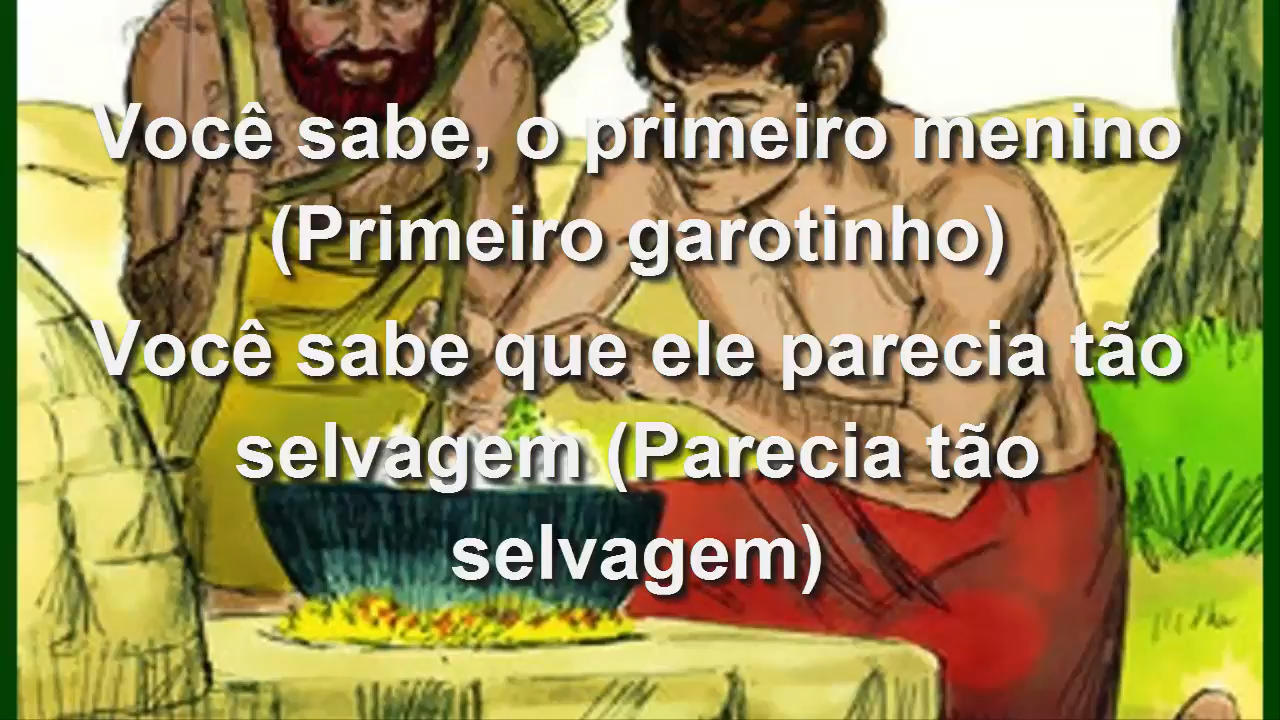 Você sabe, o primeiro menino
(Primeiro garotinho)
Você sabe que ele parecia tão
selvagem (Parecia tão
selvagem)